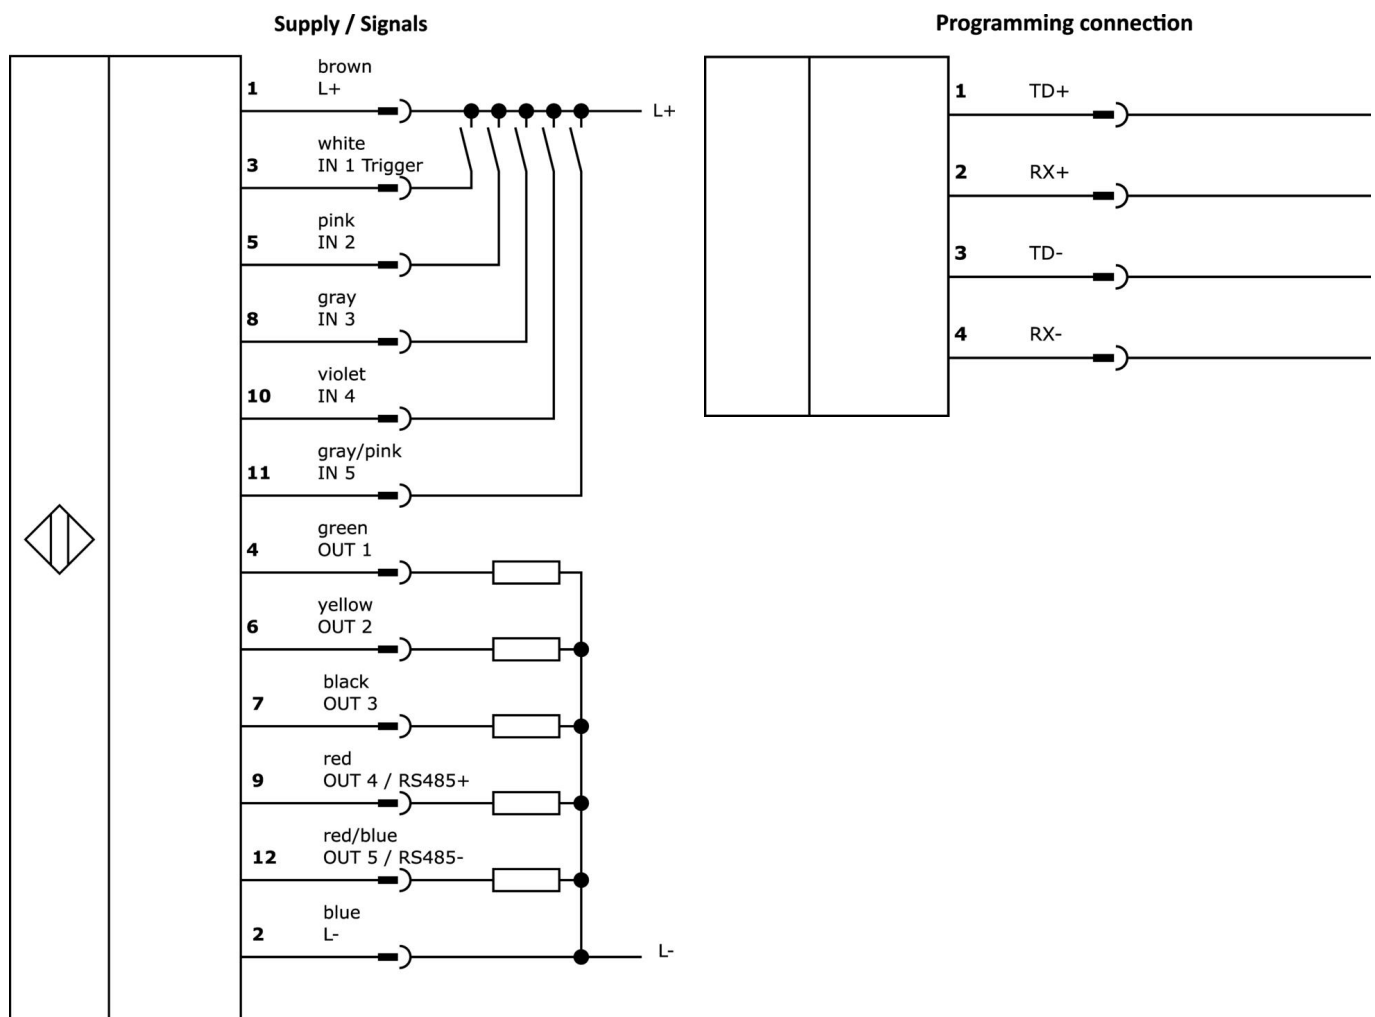 Supply / Signals
brown
1 L+
L+
white
3 IN 1 Trigger
pink
5 IN 2
gray
8 IN 3
violet
10 IN 4
gray/pink
11 IN 5
green
4 OUT 1
yellow
6 OUT 2
black
7 OUT 3
red
9 OUT 4 / RS485+
red/blue
12 OUT 5 / RS485-
blue
2 L-
L-
Programming connection
1 TD+
2 RX+
3 TD-
4 RX-